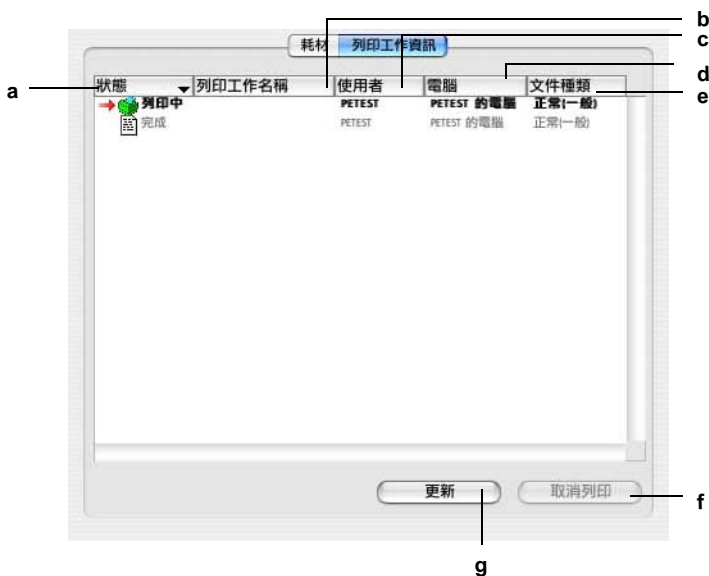 b
耗材 列印工作資訊
c
d
a
狀態 列印工作名稱 使用者 電腦 文件種類
e
列印中 PETEST PETEST 的電腦 正常(一般)
完成 PETEST PETEST 的電腦 正常(一般)
更新 取消列印
f
g